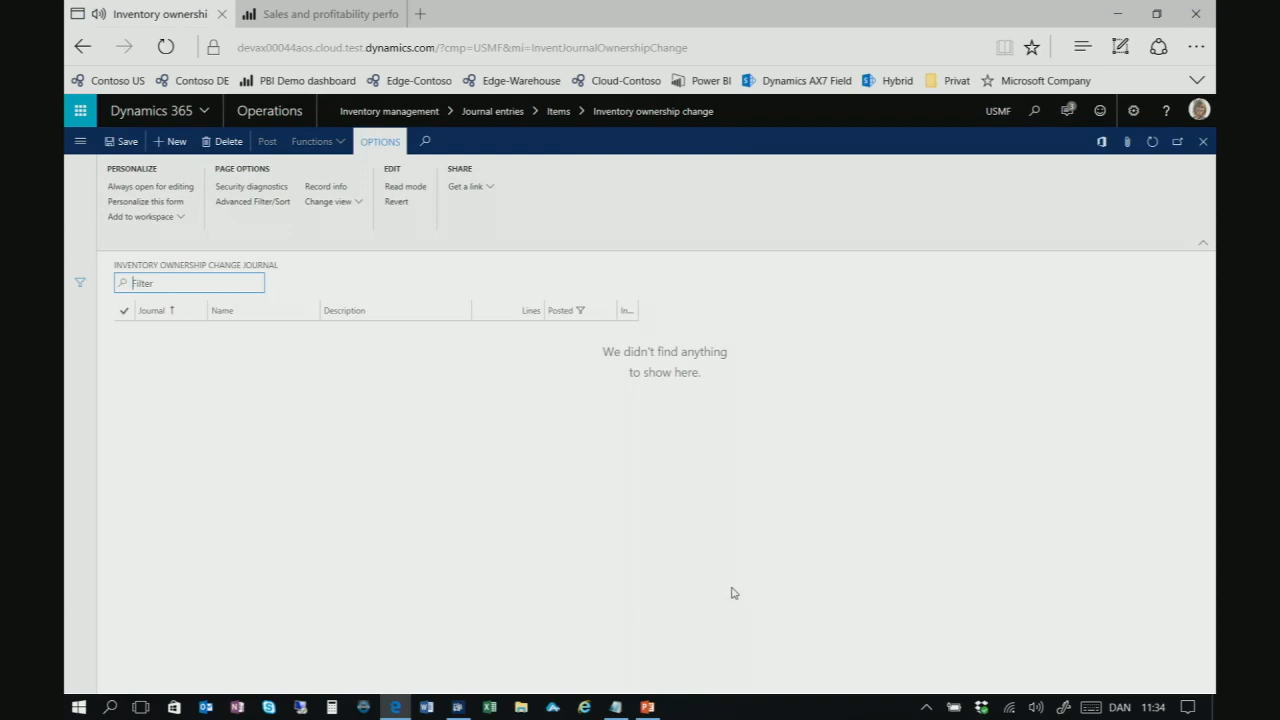 Inventory ownershi
Sales and profitability perfo
devax00044aos.cloud.test.dynamics.com/?cmp=USMF&mi=InventJournalOwnershipChange
Contoso US Contoso DE PBI Demo dashboard Edge-Contoso Edge-Warehouse Cloud-Contoso Power BI Dynamics AX7 Field Hybrid Privat Microsoft Company
Dynamics 365 Operations Inventory management > Journal entries > Items > Inventory ownership change USMF 3 ?
Save + New Delete Post Functions OPTIONS
PERSONALIZE PAGE OPTIONS EDIT SHARE
Always open for editing Security diagnostics Record info Read mode Get a link
Personalize this form Advanced Filter/Sort Change view Revert
Add to workspace
INVENTORY OWNERSHIP CHANGE JOURNAL
Filter
Journal ↑ Name Description Lines Posted In...
We didn't find anything
to show here.
DAN 11:34